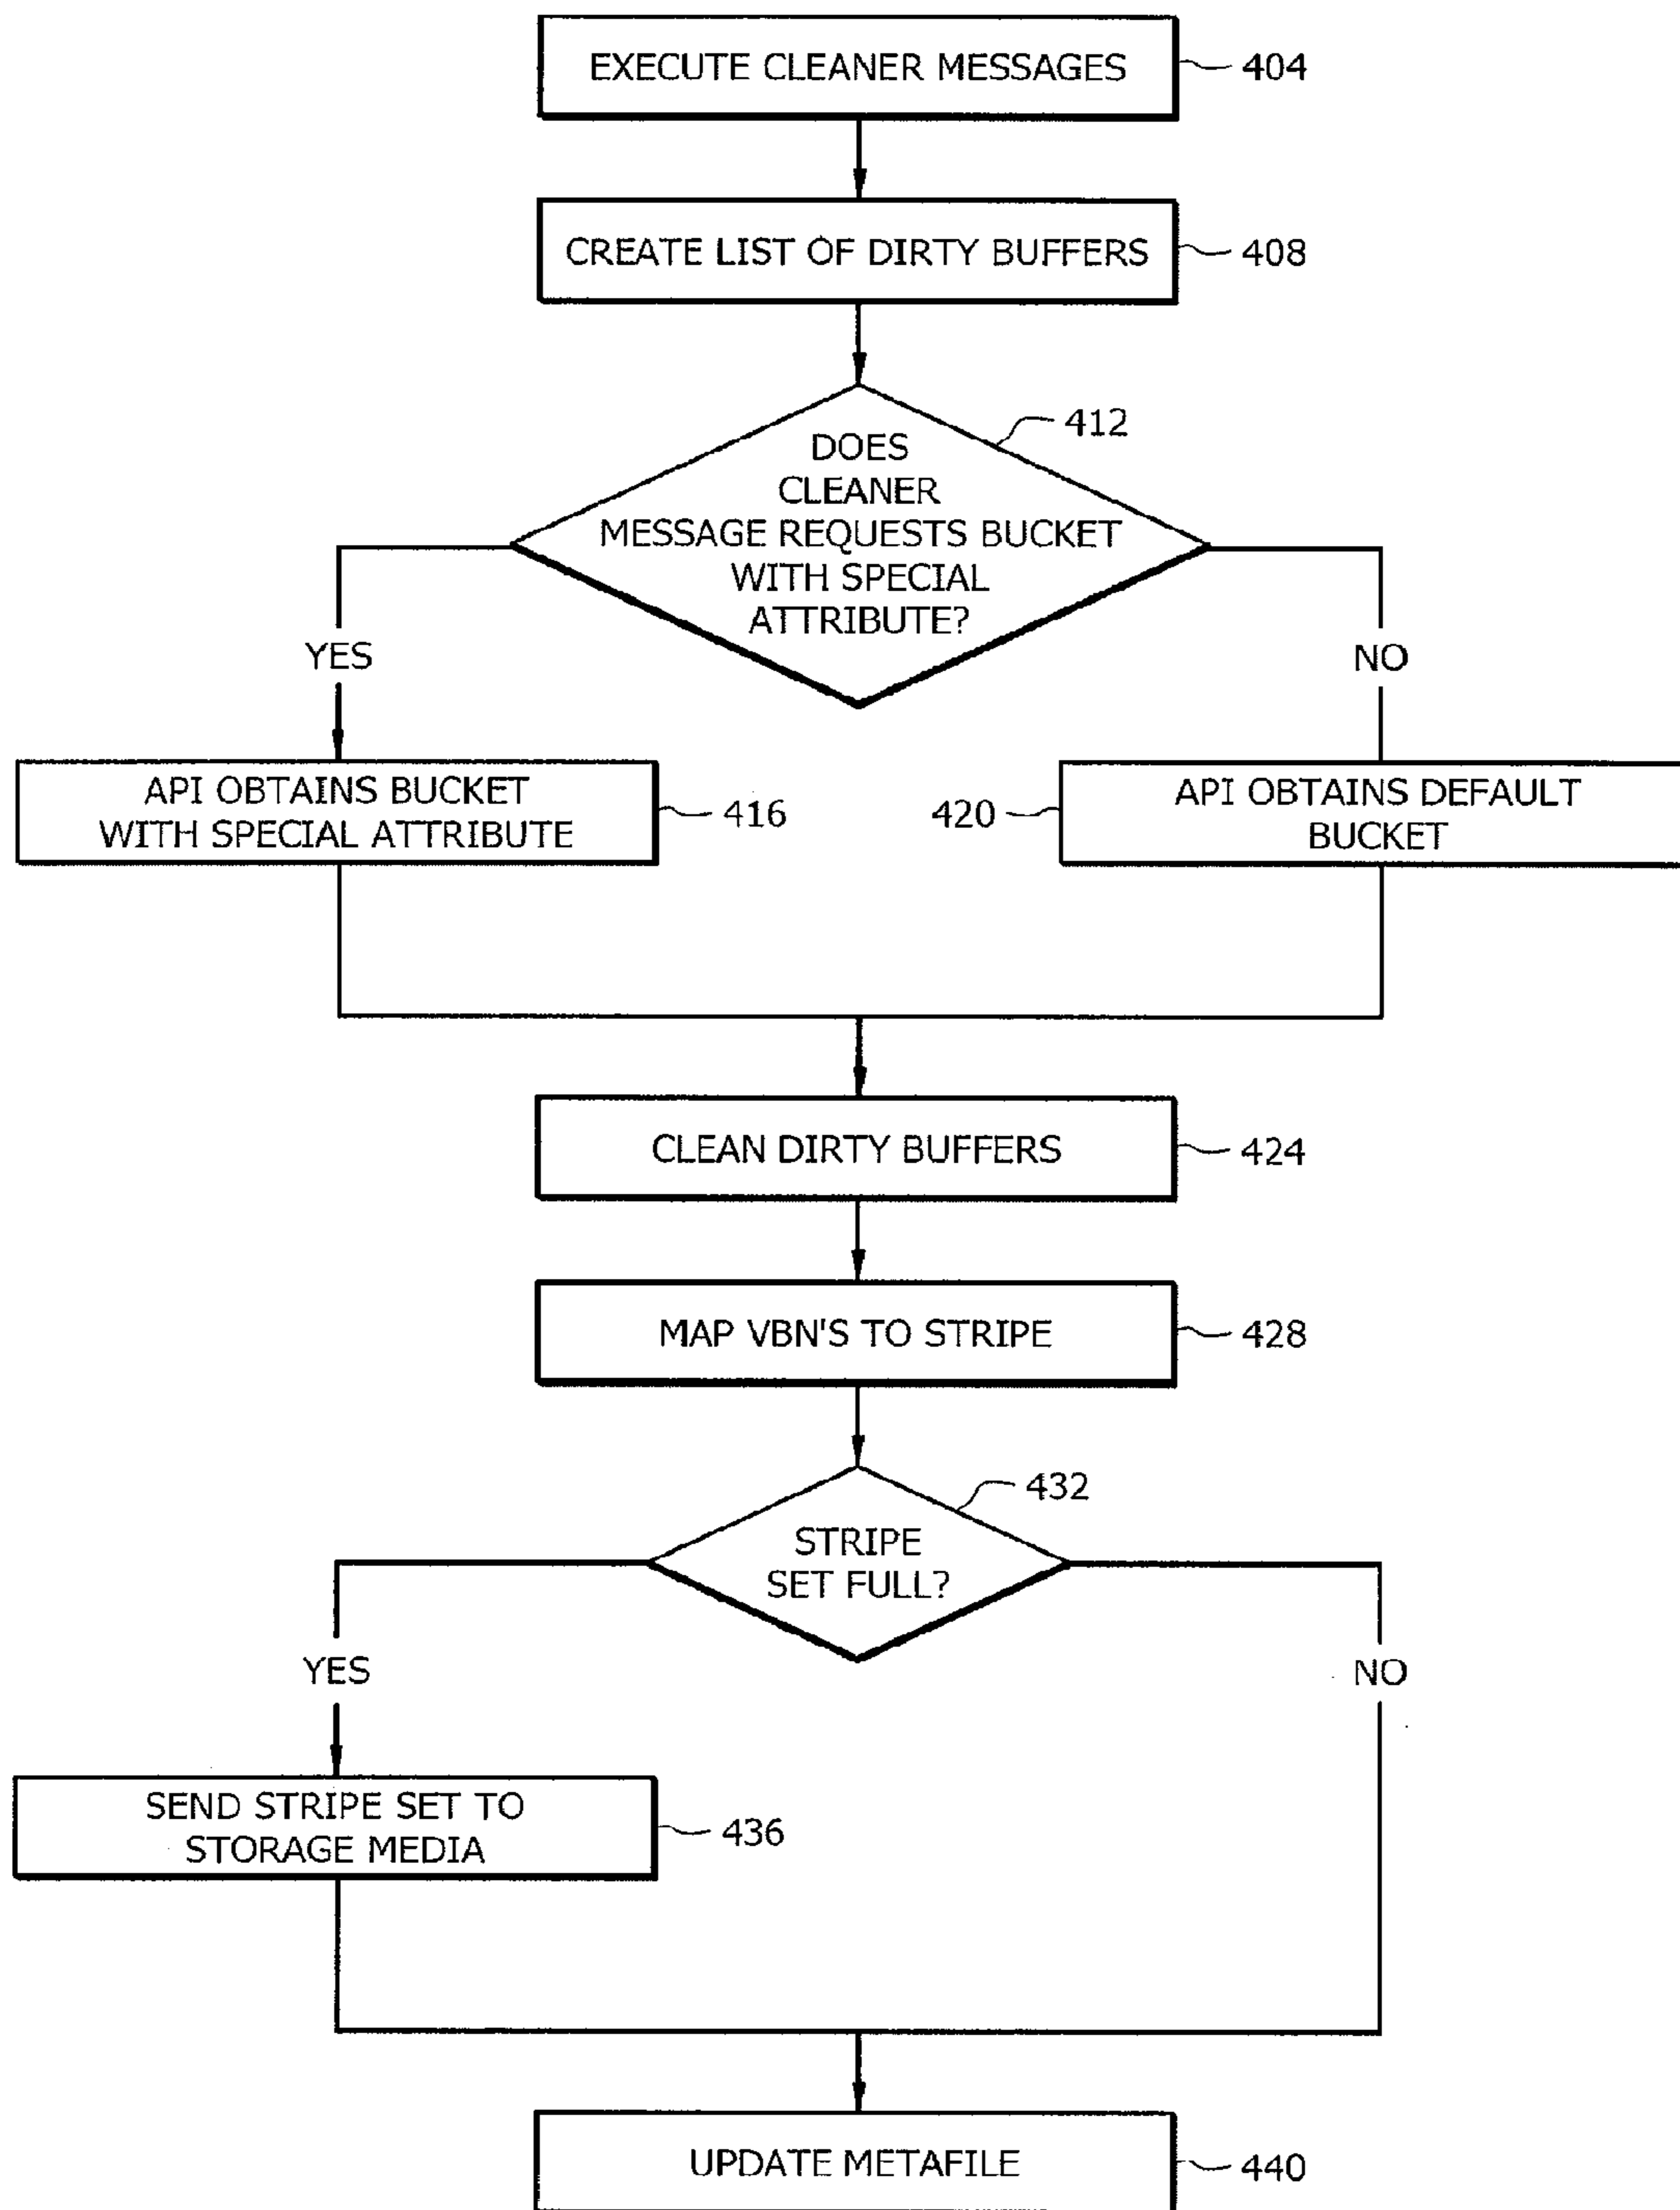 EXECUTE CLEANER MESSAGES
404
CREATE LIST OF DIRTY BUFFERS
408
412
DOES
CLEANER
MESSAGE REQUESTS BUCKET
WITH SPECIAL
ATTRIBUTE?
YES
NO
API OBTAINS BUCKET
WITH SPECIAL ATTRIBUTE
416
420
API OBTAINS DEFAULT
BUCKET
CLEAN DIRTY BUFFERS
424
MAP VBN'S TO STRIPE
428
432
STRIPE
SET FULL?
YES
NO
SEND STRIPE SET TO
STORAGE MEDIA
436
UPDATE METAFILE
440